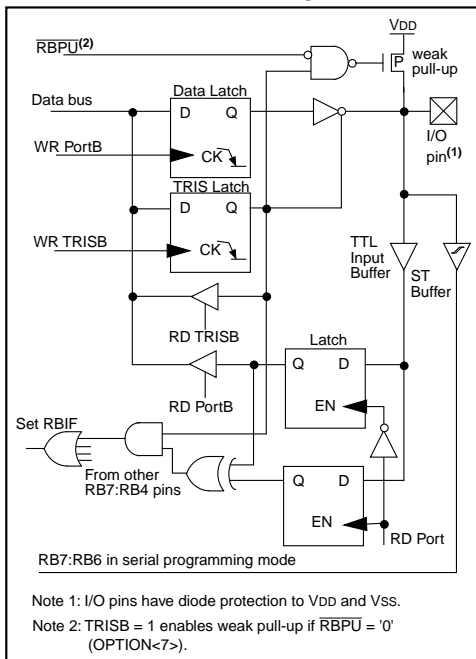 VDD
RBPU(2)
P
weak
pull-up
Data Latch
Data bus
D Q
I/O
pin(1)
WR PortB
CK
TRIS Latch
D Q
WR TRISB
CK
TTL
Input
Buffer
ST
Buffer
RD TRISB
Latch
Q D
RD PortB
EN
Set RBIF
From other
RB7:RB4 pins
Q D
EN
RD Port
RB7:RB6 in serial programming mode
Note 1: I/O pins have diode protection to VDD and VSS.
Note 2: TRISB = 1 enables weak pull-up if RBPU = '0'
(OPTION<7>).